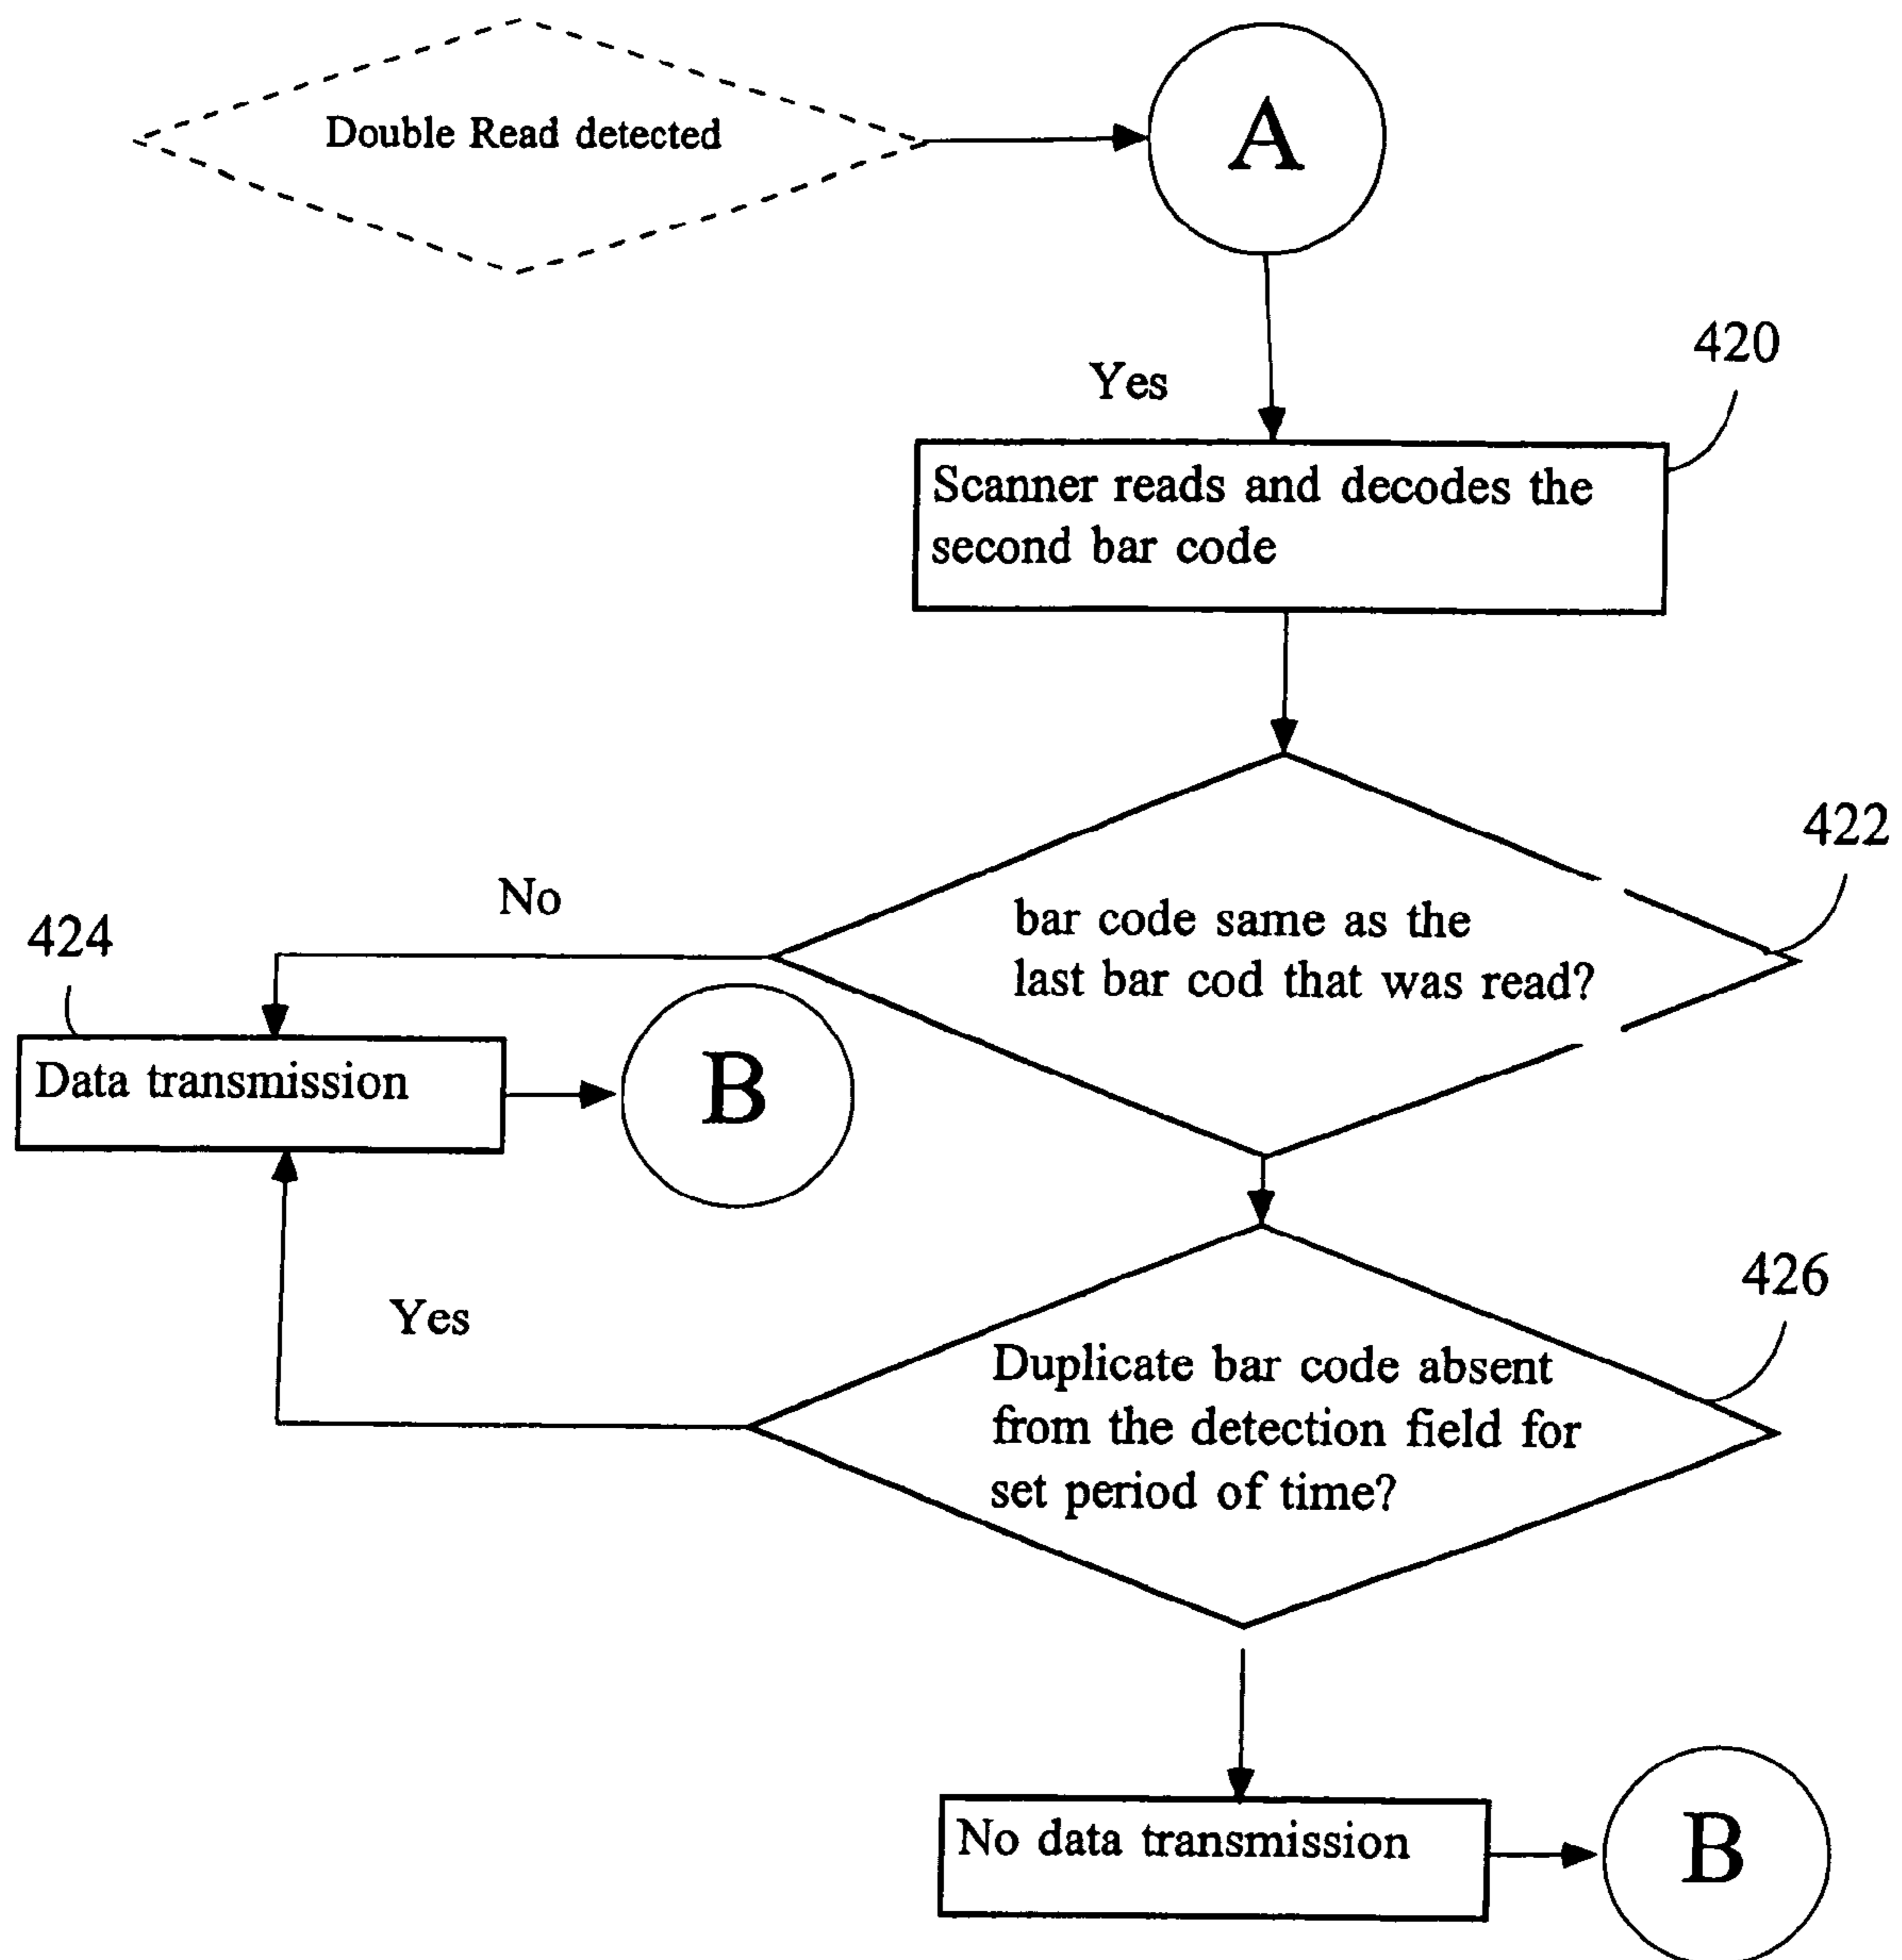 Double Read detected
A
420
Yes
Scanner reads and decodes the
second bar code
422
No
bar code same as the
last bar cod that was read?
424
Data transmission
B
426
Yes
Duplicate bar code absent
from the detection field for
set period of time?
No data transmission
B